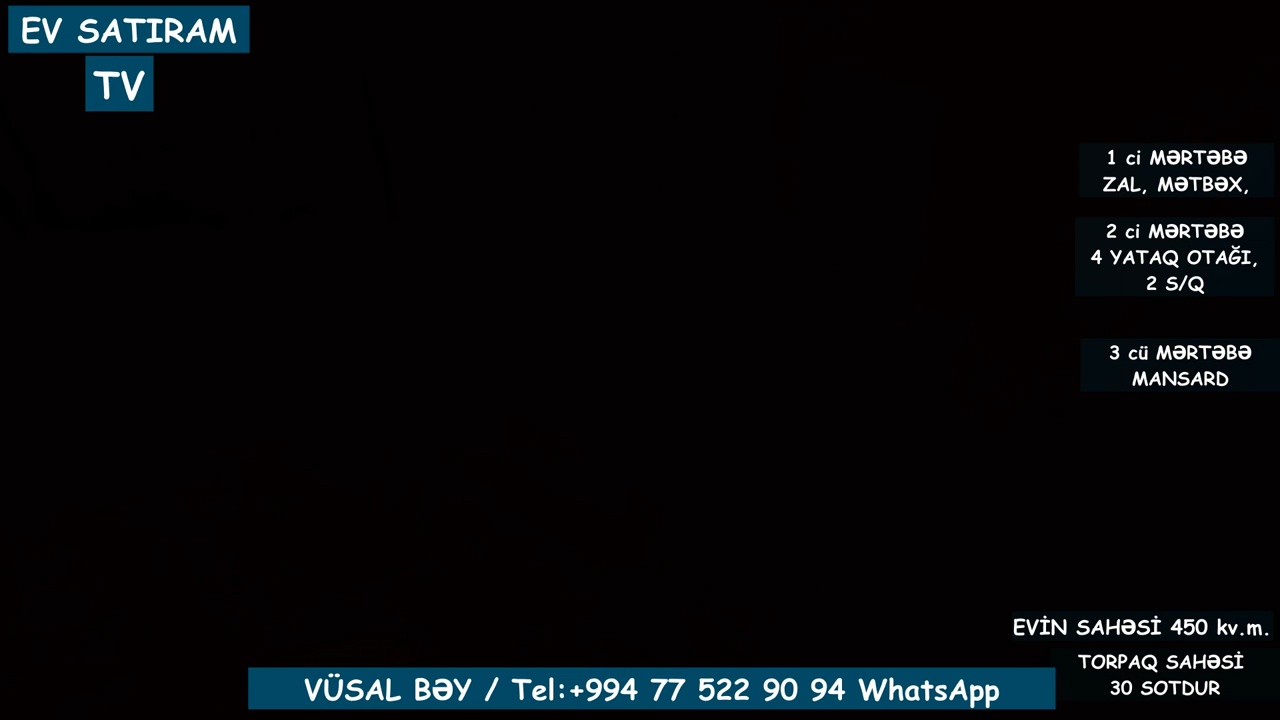 EV SATIRAM
TV
1 ci MƏRTƏBƏ
ZAL, MƏTBƏX,
2 ci MƏRTƏBƏ
4 YATAQ OTAĞI,
2 S/Q
3 cü MƏRTƏBƏ
MANSARD
EVİN SAHƏSİ 450 kv.m.
TORPAQ SAHƏSİ
30 SOTDUR
VÜSAL BƏY / Tel:+994 77 522 90 94 WhatsApp